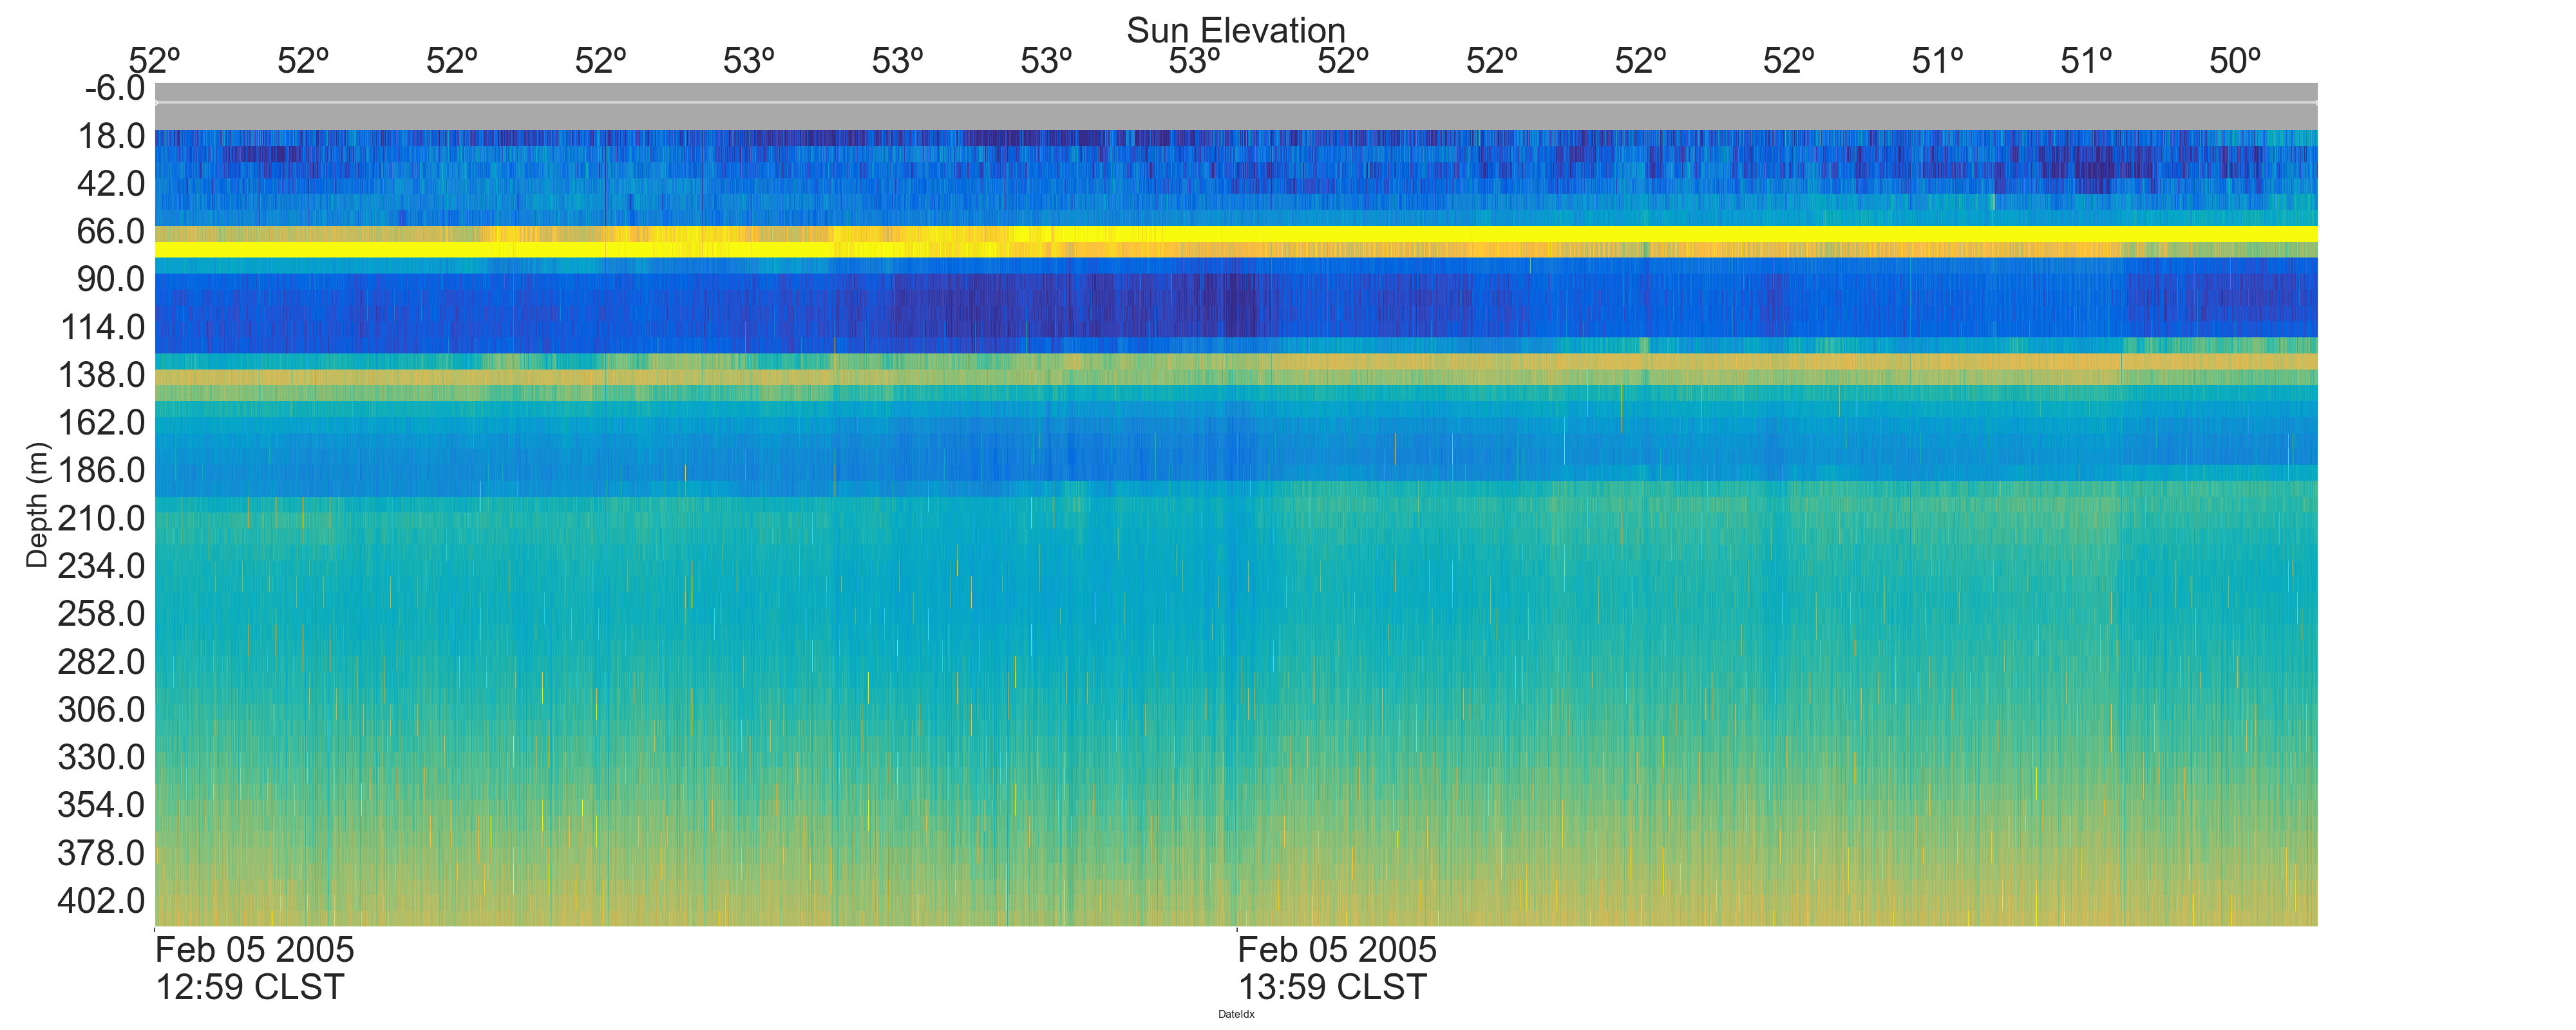 Sun Elevation
52º 52º 52º 52º 53º 53º 53º 53º 52º 52º 52º 52º 51º 51º 50º
-6.0
18.0
42.0
66.0
90.0
114.0
138.0
162.0
186.0
210.0
234.0
258.0
282.0
306.0
330.0
354.0
378.0
402.0
Depth (m)
Feb 05 2005
12:59 CLST
Feb 05 2005
13:59 CLST
DateIdx